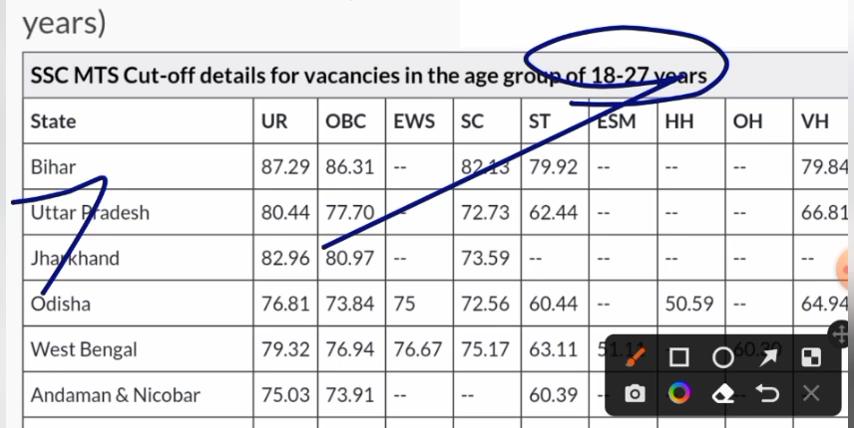 years)
SSC MTS Cut-off details for vacancies in the age group of 18-27 years
State UR OBC EWS SC ST ESM HH OH VH
Bihar 87.29 86.31 -- 82.13 79.92 -- -- -- 79.84
Uttar Pradesh 80.44 77.70 -- 72.73 62.44 -- -- -- 66.81
Jharkhand 82.96 80.97 -- 73.59 -- -- -- -- --
Odisha 76.81 73.84 75 72.56 60.44 -- 50.59 -- 64.94
West Bengal 79.32 76.94 76.67 75.17 63.11
Andaman & Nicobar 75.03 73.91 -- -- 60.39 --